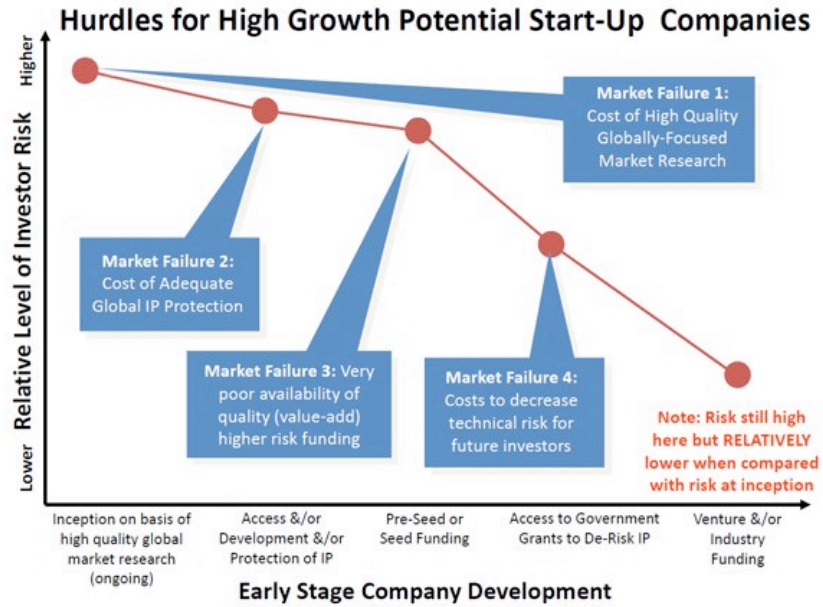 Hurdles for High Growth Potential Start-Up Companies
Higher
Relative Level of Investor Risk
Lower
Market Failure 1:
Cost of High Quality
Globally-Focused
Market Research
Market Failure 2:
Cost of Adequate
Global IP Protection
Market Failure 3: Very
poor availability of
quality (value-add)
higher risk funding
Market Failure 4:
Costs to decrease
technical risk for
future investors
Note: Risk still high
here but RELATIVELY
lower when compared
with risk at inception
Inception on basis of
high quality global
market research
(ongoing)
Access &/or
Development &/or
Protection of IP
Pre-Seed or
Seed Funding
Access to Government
Grants to De-Risk IP
Venture &/or
Industry
Funding
Early Stage Company Development